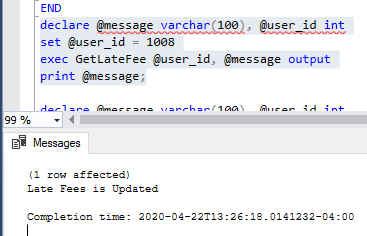 END
declare @message varchar(100), @user_id int
set @user_id = 1008
exec GetLateFee @user_id, @message output
print @message;
declare @message varchar(100), @user_id int
99 %
Messages
(1 row affected)
Late Fees is Updated
Completion time: 2020-04-22T13:26:18.0141232-04:00